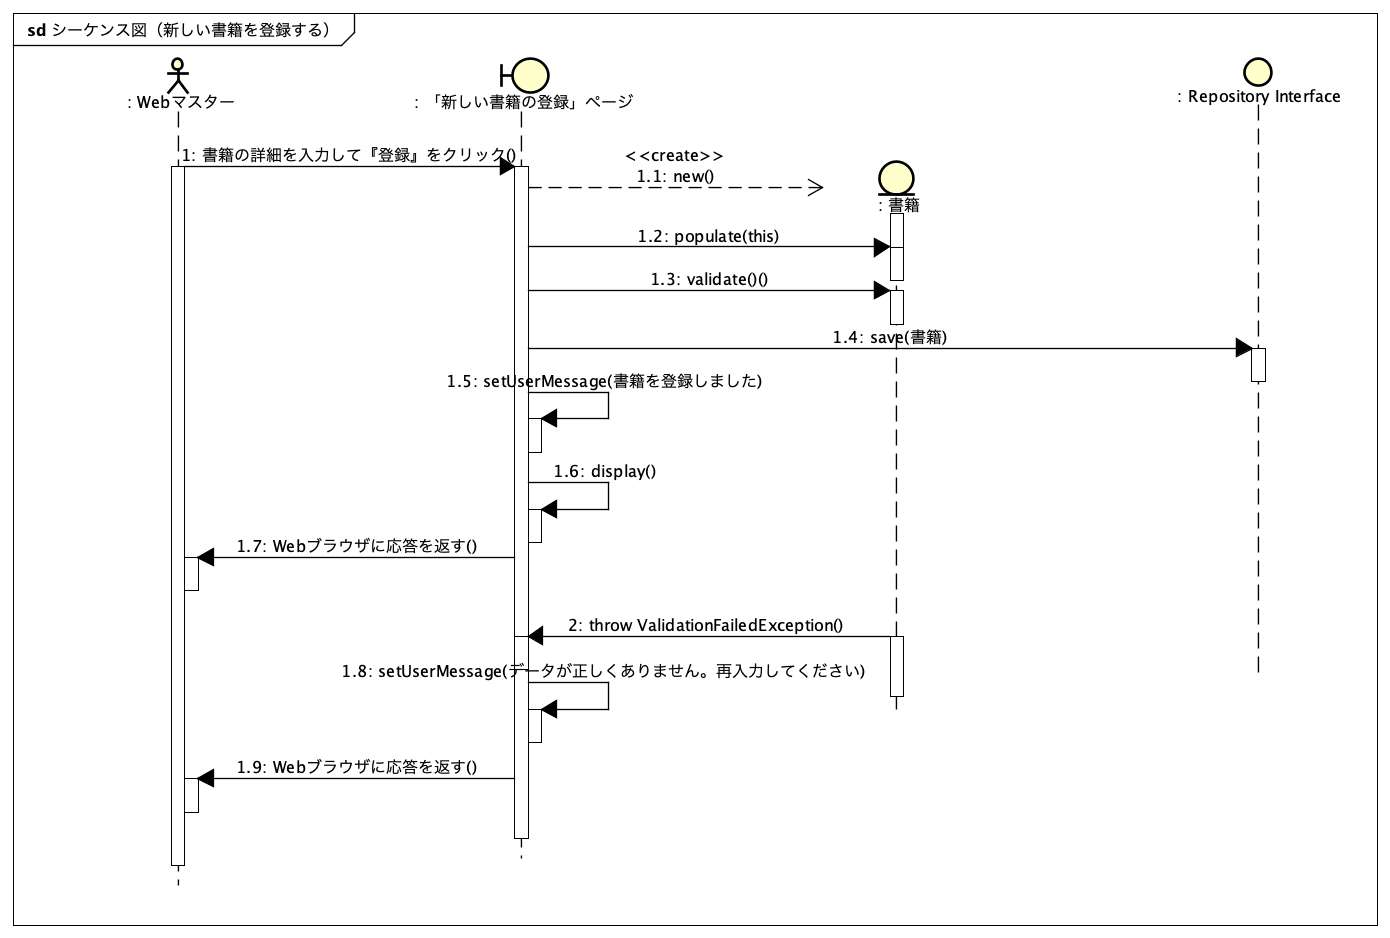 sd シーケンス図（新しい書籍を登録する）
: Webマスター
: 「新しい書籍の登録」ページ
: Repository Interface
1: 書籍の詳細を入力して『登録』をクリック()
<<create>>
1.1: new()
: 書籍
1.2: populate(this)
1.3: validate()()
1.4: save(書籍)
1.5: setUserMessage(書籍を登録しました)
1.6: display()
1.7: Webブラウザに応答を返す()
2: throw ValidationFailedException()
1.8: setUserMessage(データが正しくありません。再入力してください)
1.9: Webブラウザに応答を返す()